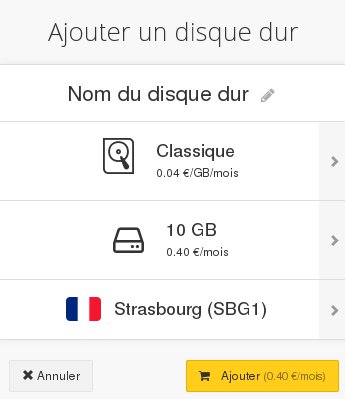 Ajouter un disque dur
Nom du disque dur
Classique
0.04 €/GB/mois
10 GB
0.40 €/mois
Strasbourg (SBG1)
Annuler
Ajouter (0.40 €/mois)